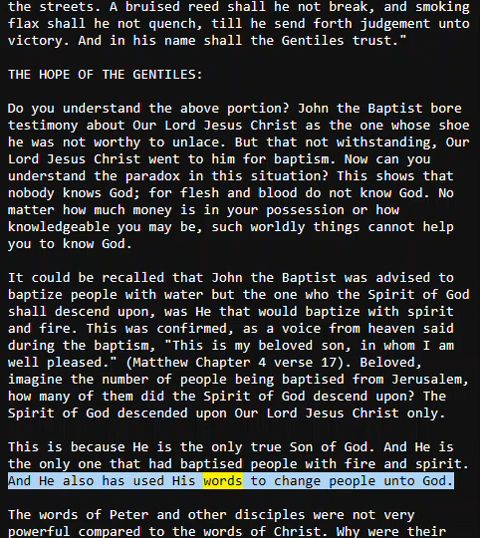 the streets. A bruised reed shall he not break, and smoking
flax shall he not quench, till he send forth judgement unto
victory. And in his name shall the Gentiles trust."
THE HOPE OF THE GENTILES:
Do you understand the above portion? John the Baptist bore
testimony about Our Lord Jesus Christ as the one whose shoe
he was not worthy to unlace. But that not withstanding, Our
Lord Jesus Christ went to him for baptism. Now can you
understand the paradox in this situation? This shows that
nobody knows God; for flesh and blood do not know God. No
matter how much money is in your possession or how
knowledgeable you may be, such worldly things cannot help
you to know God.
It could be recalled that John the Baptist was advised to
baptize people with water but the one who the Spirit of God
shall descend upon, was He that would baptize with spirit
and fire. This was confirmed, as a voice from heaven said
during the baptism, "This is my beloved son, in whom I am
well pleased." (Matthew Chapter 4 verse 17). Beloved,
imagine the number of people being baptised from Jerusalem,
how many of them did the Spirit of God descend upon? The
Spirit of God descended upon Our Lord Jesus Christ only.
This is because He is the only true Son of God. And He is
the only one that had baptised people with fire and spirit.
And He also has used His words to change people unto God.
The words of Peter and other disciples were not very
powerful compared to the words of Christ. Why were their